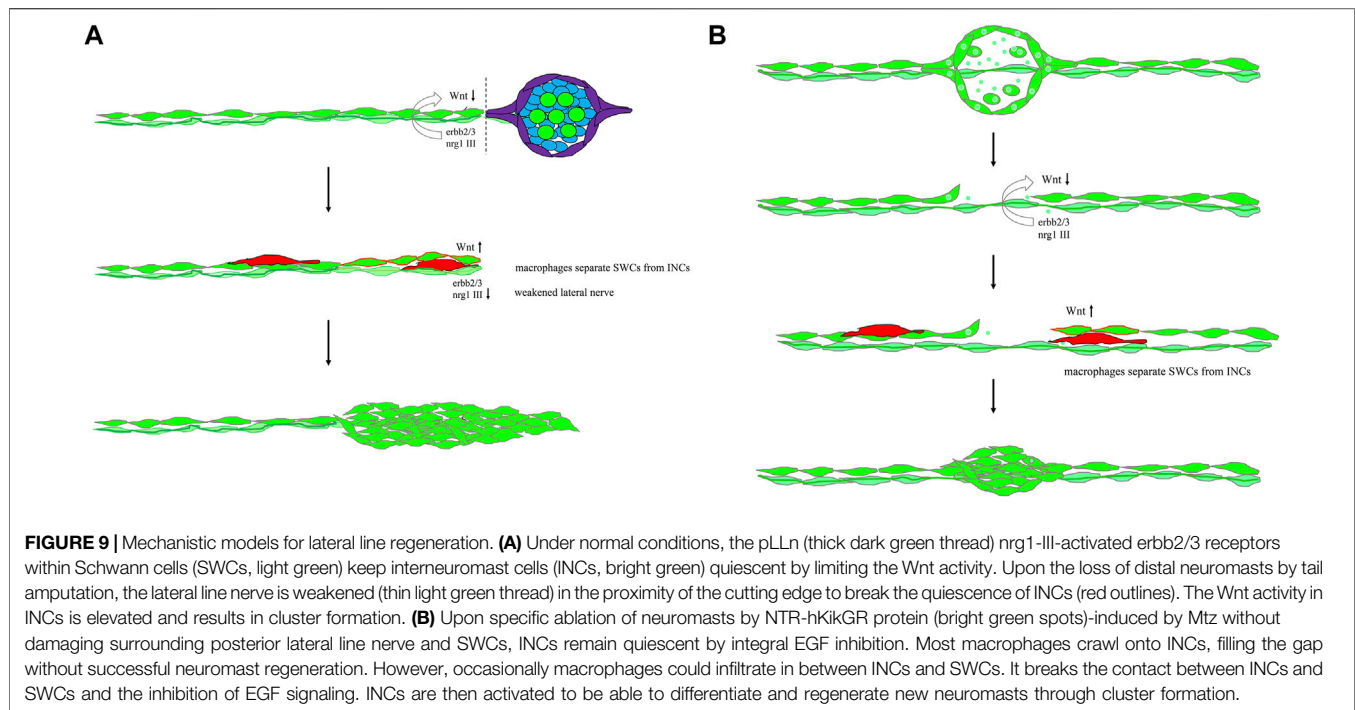 A
Wnt ↓
erbb2/3
nrg1 III
Wnt ↑
macrophages separate SWCs from INCs
erbb2/3
nrg1 III ↓
weakened lateral nerve
B
Wnt ↓
erbb2/3
nrg1 III
Wnt ↑
macrophages separate SWCs from INCs
FIGURE 9 | Mechanistic models for lateral line regeneration. (A) Under normal conditions, the pLLn (thick dark green thread) nrg1-III-activated erbb2/3 receptors
within Schwann cells (SWCs, light green) keep interneuromast cells (INCs, bright green) quiescent by limiting the Wnt activity. Upon the loss of distal neuromasts by tail
amputation, the lateral line nerve is weakened (thin light green thread) in the proximity of the cutting edge to break the quiescence of INCs (red outlines). The Wnt activity in
INCs is elevated and results in cluster formation. (B) Upon specific ablation of neuromasts by NTR-hKikGR protein (bright green spots)-induced by Mtz without
damaging surrounding posterior lateral line nerve and SWCs, INCs remain quiescent by integral EGF inhibition. Most macrophages crawl onto INCs, filling the gap
without successful neuromast regeneration. However, occasionally macrophages could infiltrate in between INCs and SWCs. It breaks the contact between INCs and
SWCs and the inhibition of EGF signaling. INCs are then activated to be able to differentiate and regenerate new neuromasts through cluster formation.